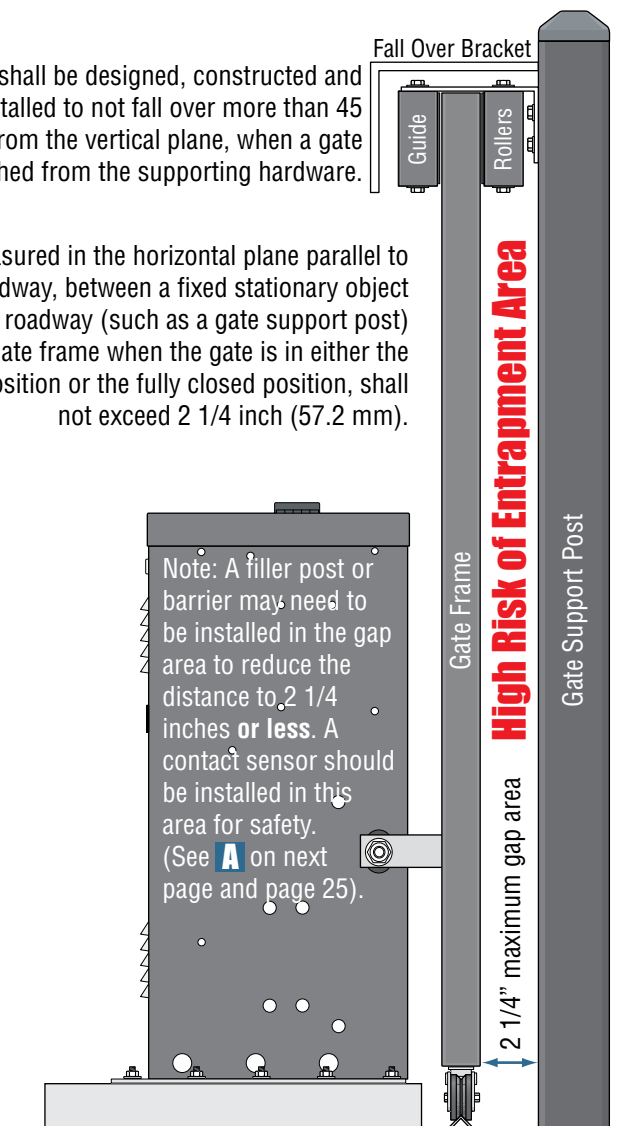 Fall Over Bracket
shall be designed, constructed and
talled to not fall over more than 45
rom the vertical plane, when a gate
hed from the supporting hardware.
Guide
Rollers
sured in the horizontal plane parallel to
dway, between a fixed stationary object
roadway (such as a gate support post)
ate frame when the gate is in either the
osition or the fully closed position, shall
not exceed 2 1/4 inch (57.2 mm).
High Risk of Entrapment Area
Gate Frame
Gate Support Post
Note: A filler post or
barrier may need to
be installed in the gap
area to reduce the
distance to 2 1/4
inches or less. A
contact sensor should
be installed in this
area for safety.
(See A on next
page and page 25).
2 1/4” maximum gap area